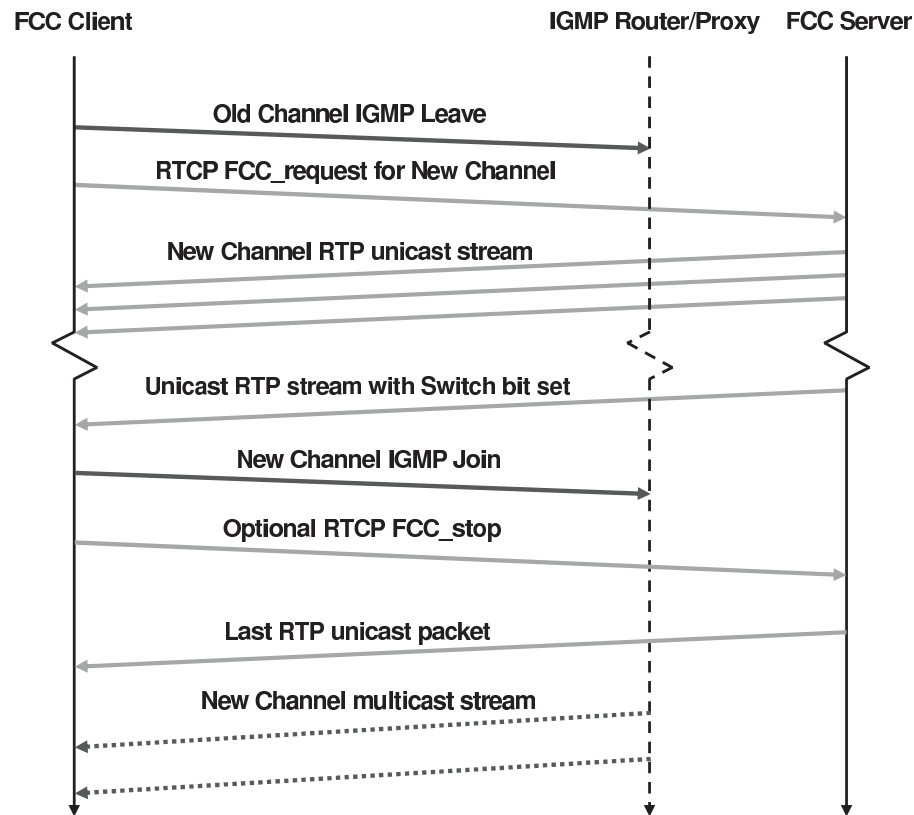 FCC Client
IGMP Router/Proxy
FCC Server
Old Channel IGMP Leave
RTCP FCC_request for New Channel
New Channel RTP unicast stream
Unicast RTP stream with Switch bit set
New Channel IGMP Join
Optional RTCP FCC_stop
Last RTP unicast packet
New Channel multicast stream